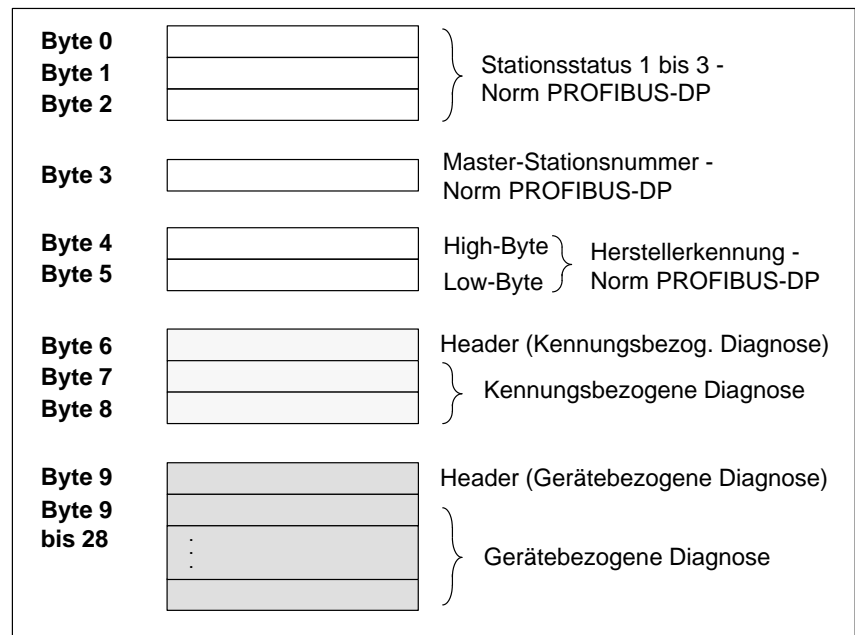 Byte 0
Byte 1
Byte 2
Stationsstatus 1 bis 3 -
Norm PROFIBUS-DP
Byte 3
Master-Stationsnummer -
Norm PROFIBUS-DP
Byte 4
Byte 5
High-Byte
Low-Byte
Herstellerkennung -
Norm PROFIBUS-DP
Byte 6
Header (Kennungsbezog. Diagnose)
Byte 7
Byte 8
Kennungsbezogene Diagnose
Byte 9
Header (Gerätebezogene Diagnose)
Byte 9
bis 28
Gerätebezogene Diagnose